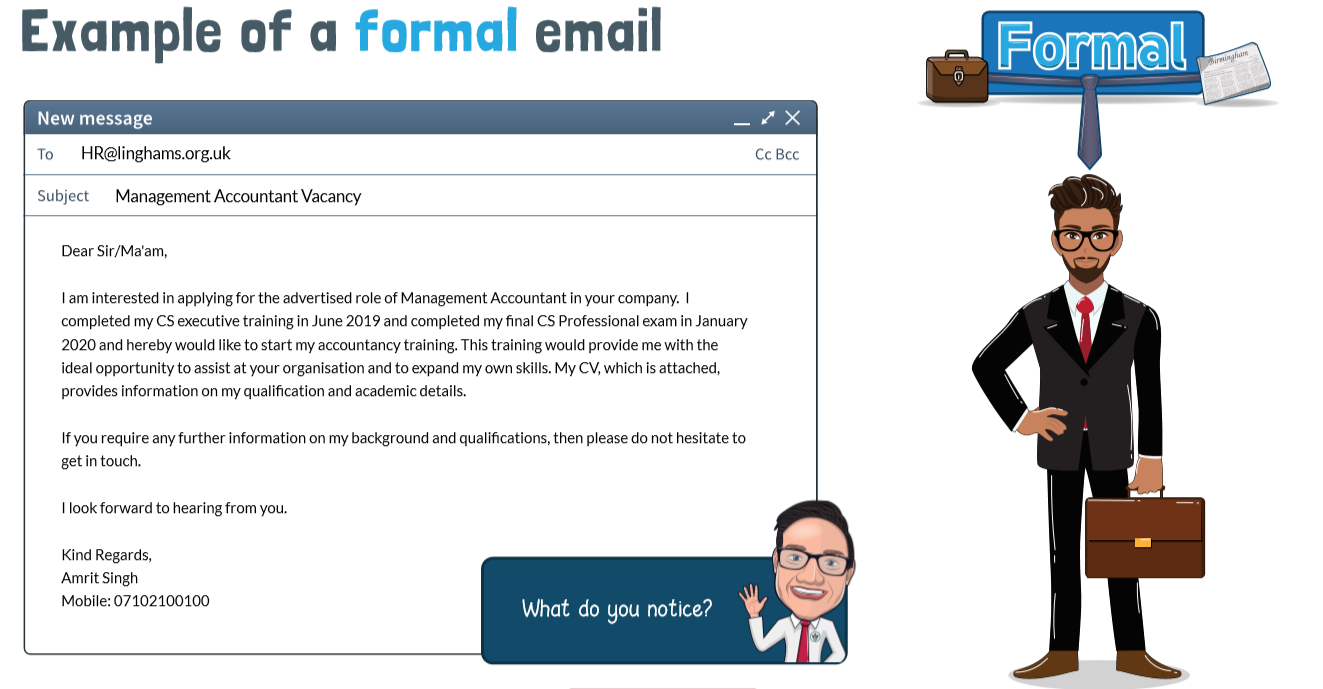 Example of a formal email
Formal
Birmingham
New message
To HR@linghams.org.uk Cc Bcc
Subject Management Accountant Vacancy
Dear Sir/Ma'am,
I am interested in applying for the advertised role of Management Accountant in your company. I
completed my CS executive training in June 2019 and completed my final CS Professional exam in January
2020 and hereby would like to start my accountancy training. This training would provide me with the
ideal opportunity to assist at your organisation and to expand my own skills. My CV, which is attached,
provides information on my qualification and academic details.
If you require any further information on my background and qualifications, then please do not hesitate to
get in touch.
I look forward to hearing from you.
Kind Regards,
Amrit Singh
Mobile: 07102100100
What do you notice?